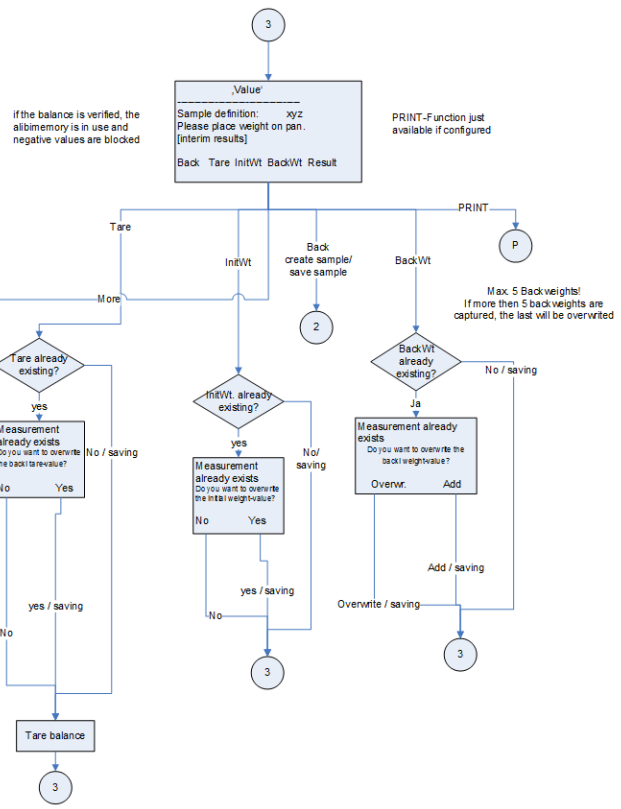 3
‚Value‘
--------------------------------
Sample definition: xyz
Please place weight on pan.
[interim results]
Back Tare InitWt BackWt Result
if the balance is verified, the
alibimemory is in use and
negative values are blocked
PRINT-Function just
available if configured
PRINT
P
Tare
InitWt
Back
create sample/
save sample
BackWt
More
2
Max. 5 Backweights!
If more then 5 backweights are
captured, the last will be overwrited
Tare already
existing?
yes
No / saving
Measurement
already exists
Do you want to overwrite
the backl tare-value?
No Yes
yes / saving
No
Tare balance
3
InitWt. already
existing?
yes
No/
saving
Measurement
already exists
Do you want to overwrite
the initial weight-value?
No Yes
yes / saving
No
3
BackWt
already
existing?
No / saving
Ja
Measurement already
exists
Do you want to overwrite the
backl weight-value?
Overwr. Add
Add / saving
Overwrite / saving
3